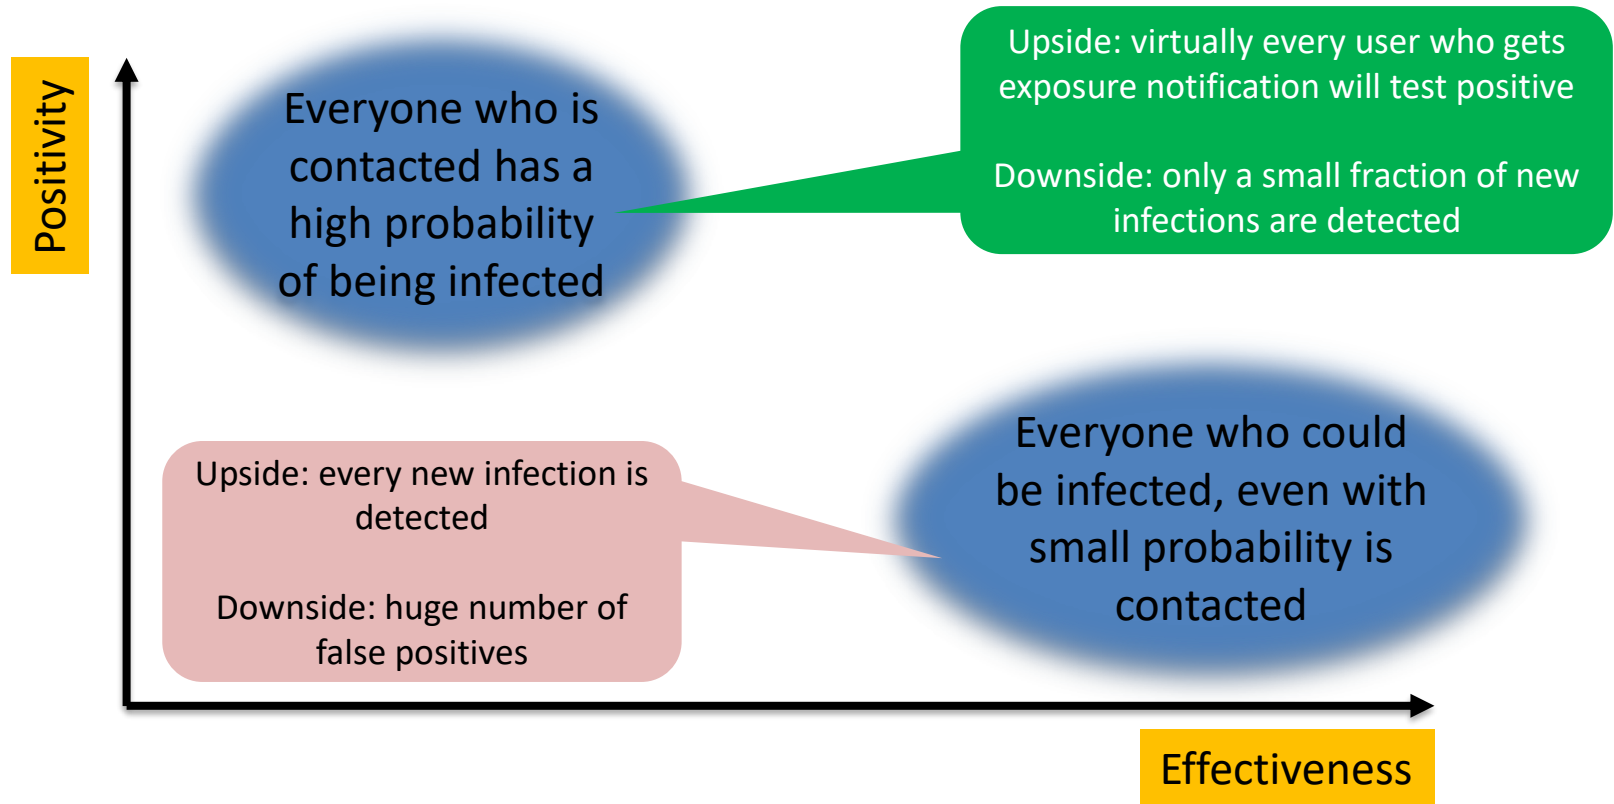 Positivity
Everyone who is
contacted has a
high probability
of being infected
Upside: virtually every user who gets
exposure notification will test positive
Downside: only a small fraction of new
infections are detected
Upside: every new infection is
detected
Downside: huge number of
false positives
Everyone who could
be infected, even with
small probability is
contacted
Effectiveness